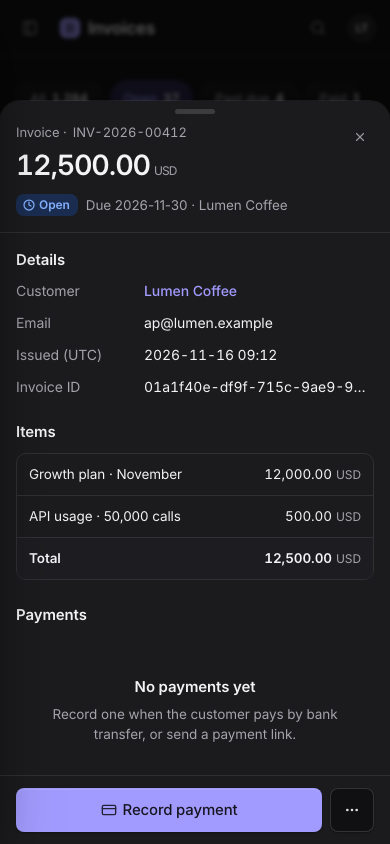 Invoices
Invoice · INV-2026-00412
12,500.00 USD
Open Due 2026-11-30 · Lumen Coffee
Details
Customer Lumen Coffee
Email ap@lumen.example
Issued (UTC) 2026-11-16 09:12
Invoice ID 01a1f40e-df9f-715c-9ae9-9...
Items
Growth plan · November 12,000.00 USD
API usage · 50,000 calls 500.00 USD
Total 12,500.00 USD
Payments
No payments yet
Record one when the customer pays by bank
transfer, or send a payment link.
Record payment